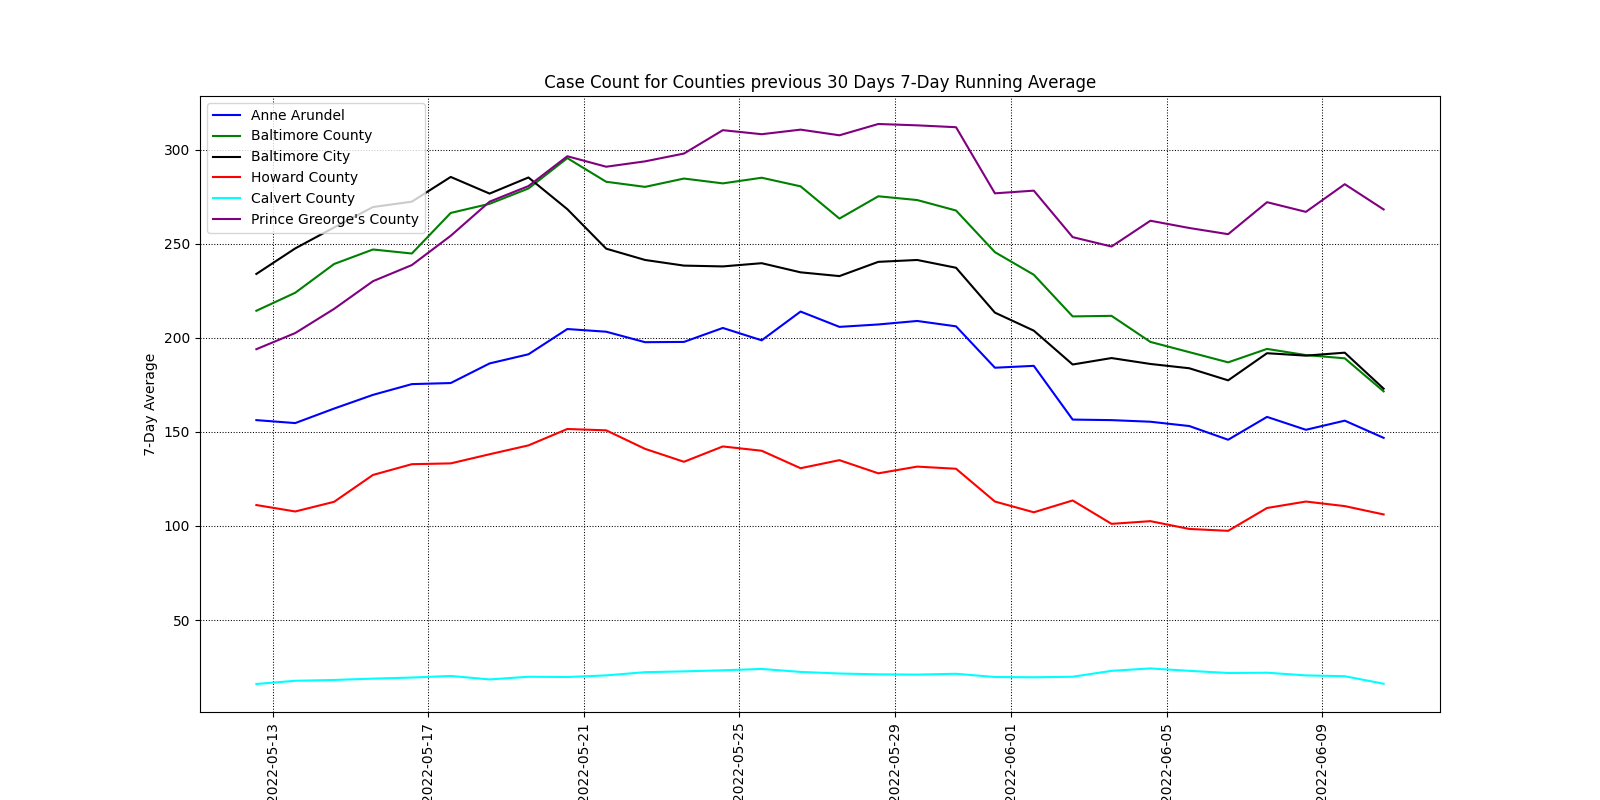 Case Count for Counties previous 30 Days 7-Day Running Average
Anne Arundel
Baltimore County
Baltimore City
Howard County
Calvert County
Prince Greorge's County
7-Day Average
300
250
200
150
100
50
2022-05-13
2022-05-17
2022-05-21
2022-05-25
2022-05-29
2022-06-01
2022-06-05
2022-06-09